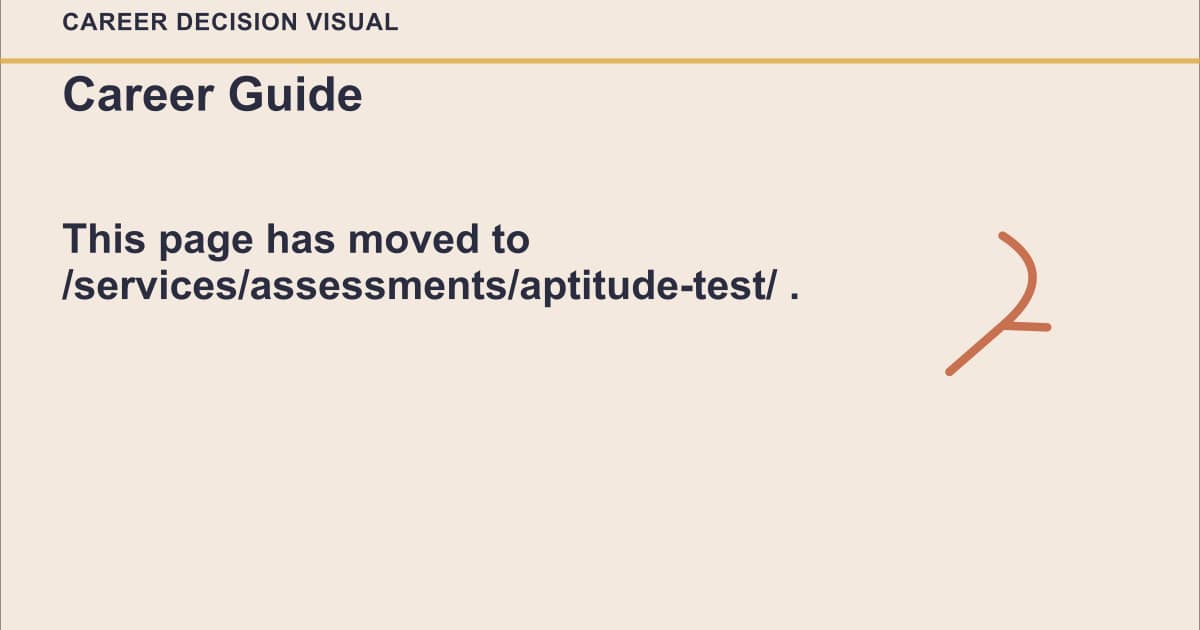 CAREER DECISION VISUAL
Career Guide
This page has moved to
/services/assessments/aptitude-test/ .